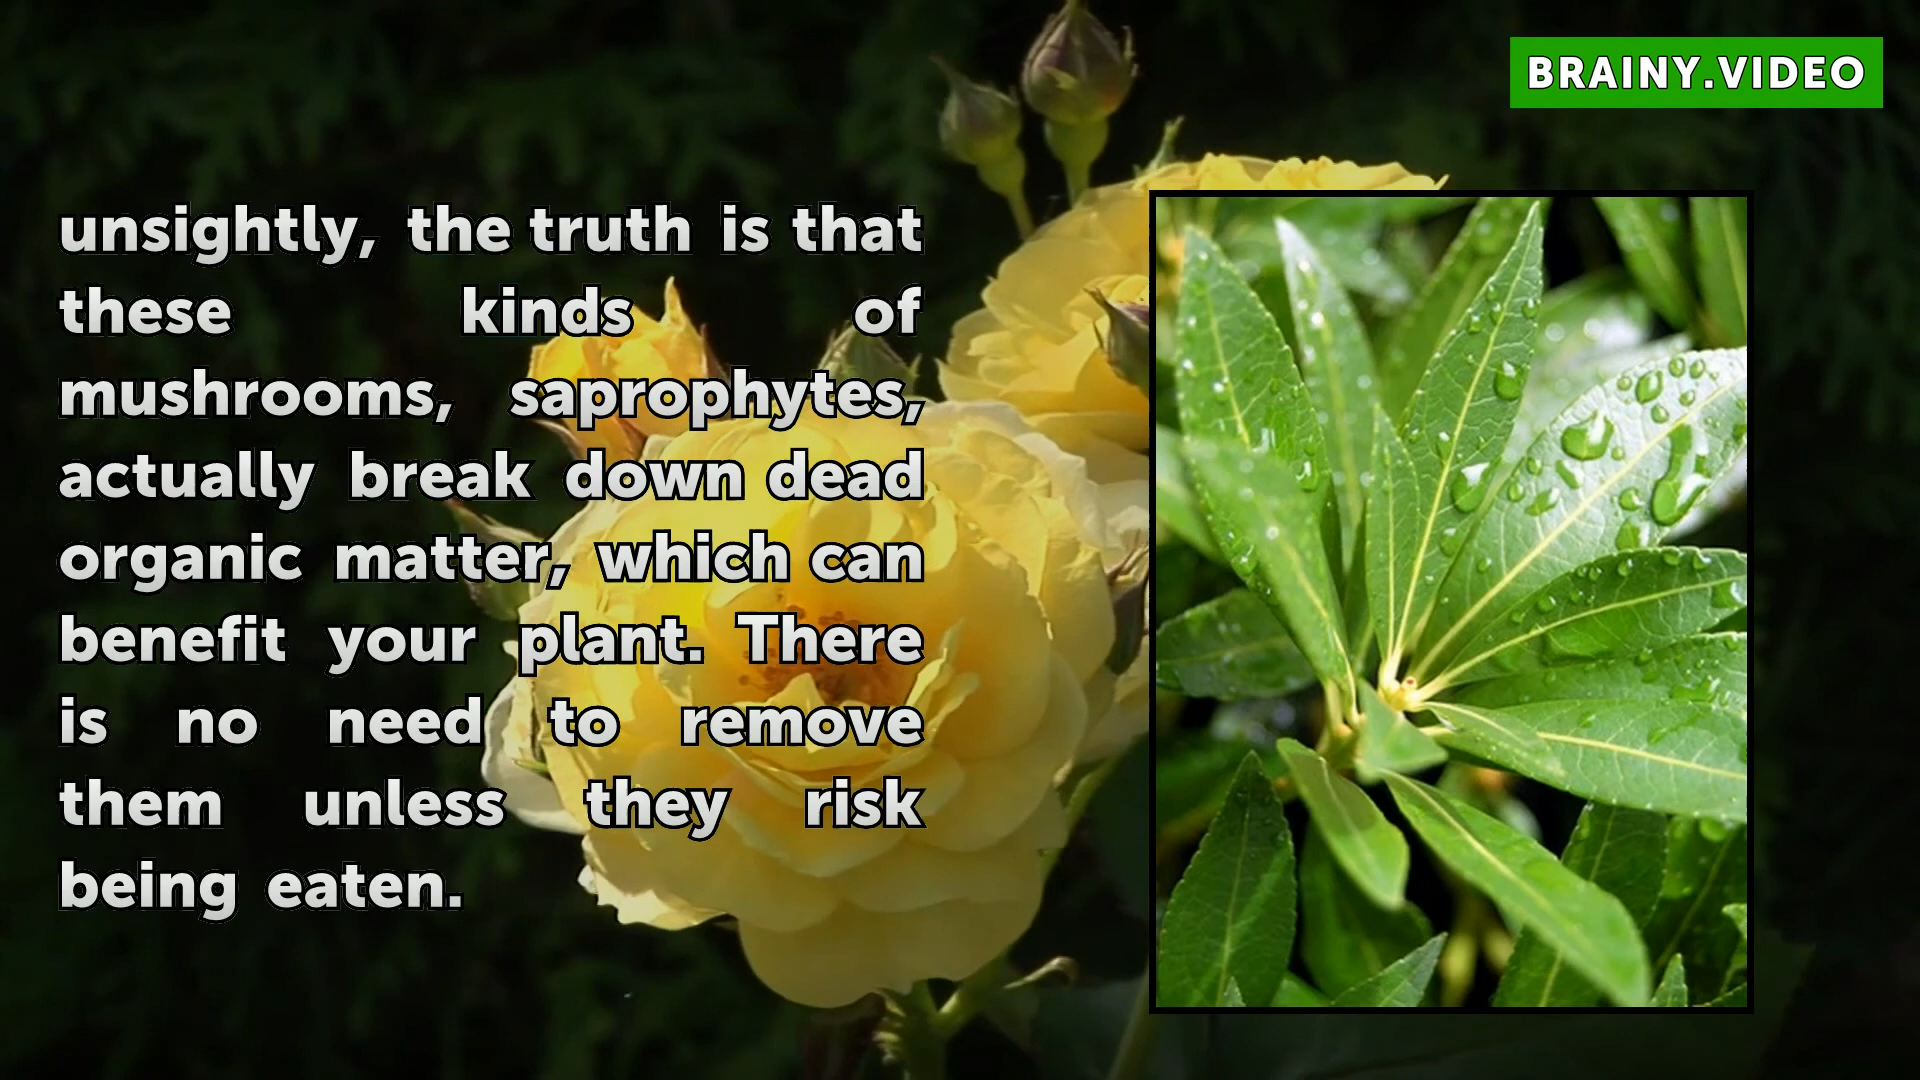 BRAINY.VIDEO
unsightly, the truth is that
these kinds of
mushrooms, saprophytes,
actually break down dead
organic matter, which can
benefit your plant. There
is no need to remove
them unless they risk
being eaten.